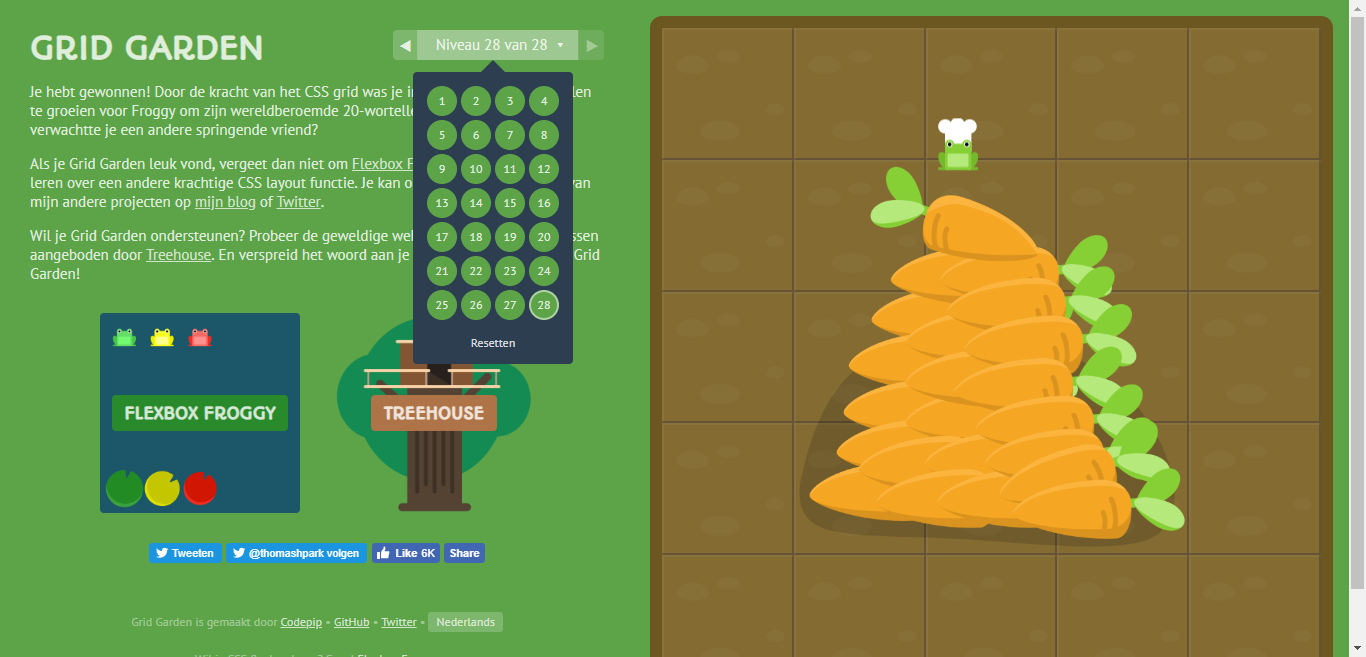 GRID GARDEN
◀ Niveau 28 van 28 ▼ ▶
Je hebt gewonnen! Door de kracht van het CSS grid was je in
te groeien voor Froggy om zijn wereldberoemde 20-wortel
verwachtte je een andere springende vriend?
Als je Grid Garden leuk vond, vergeet dan niet om Flexbox F
leren over een andere krachtige CSS layout functie. Je kan o van
mijn andere projecten op mijn blog of Twitter.
Wil je Grid Garden ondersteunen? Probeer de geweldige we ssen
aangeboden door Treehouse. En verspreid het woord aan je Grid
Garden!
1 2 3 4
5 6 7 8
9 10 11 12
13 14 15 16
17 18 19 20
21 22 23 24
25 26 27 28
Resetten
FLEXBOX FROGGY
TREEHOUSE
Tweeten @thomashpark volgen Like 6K Share
Grid Garden is gemaakt door Codepip • GitHub • Twitter • Nederlands